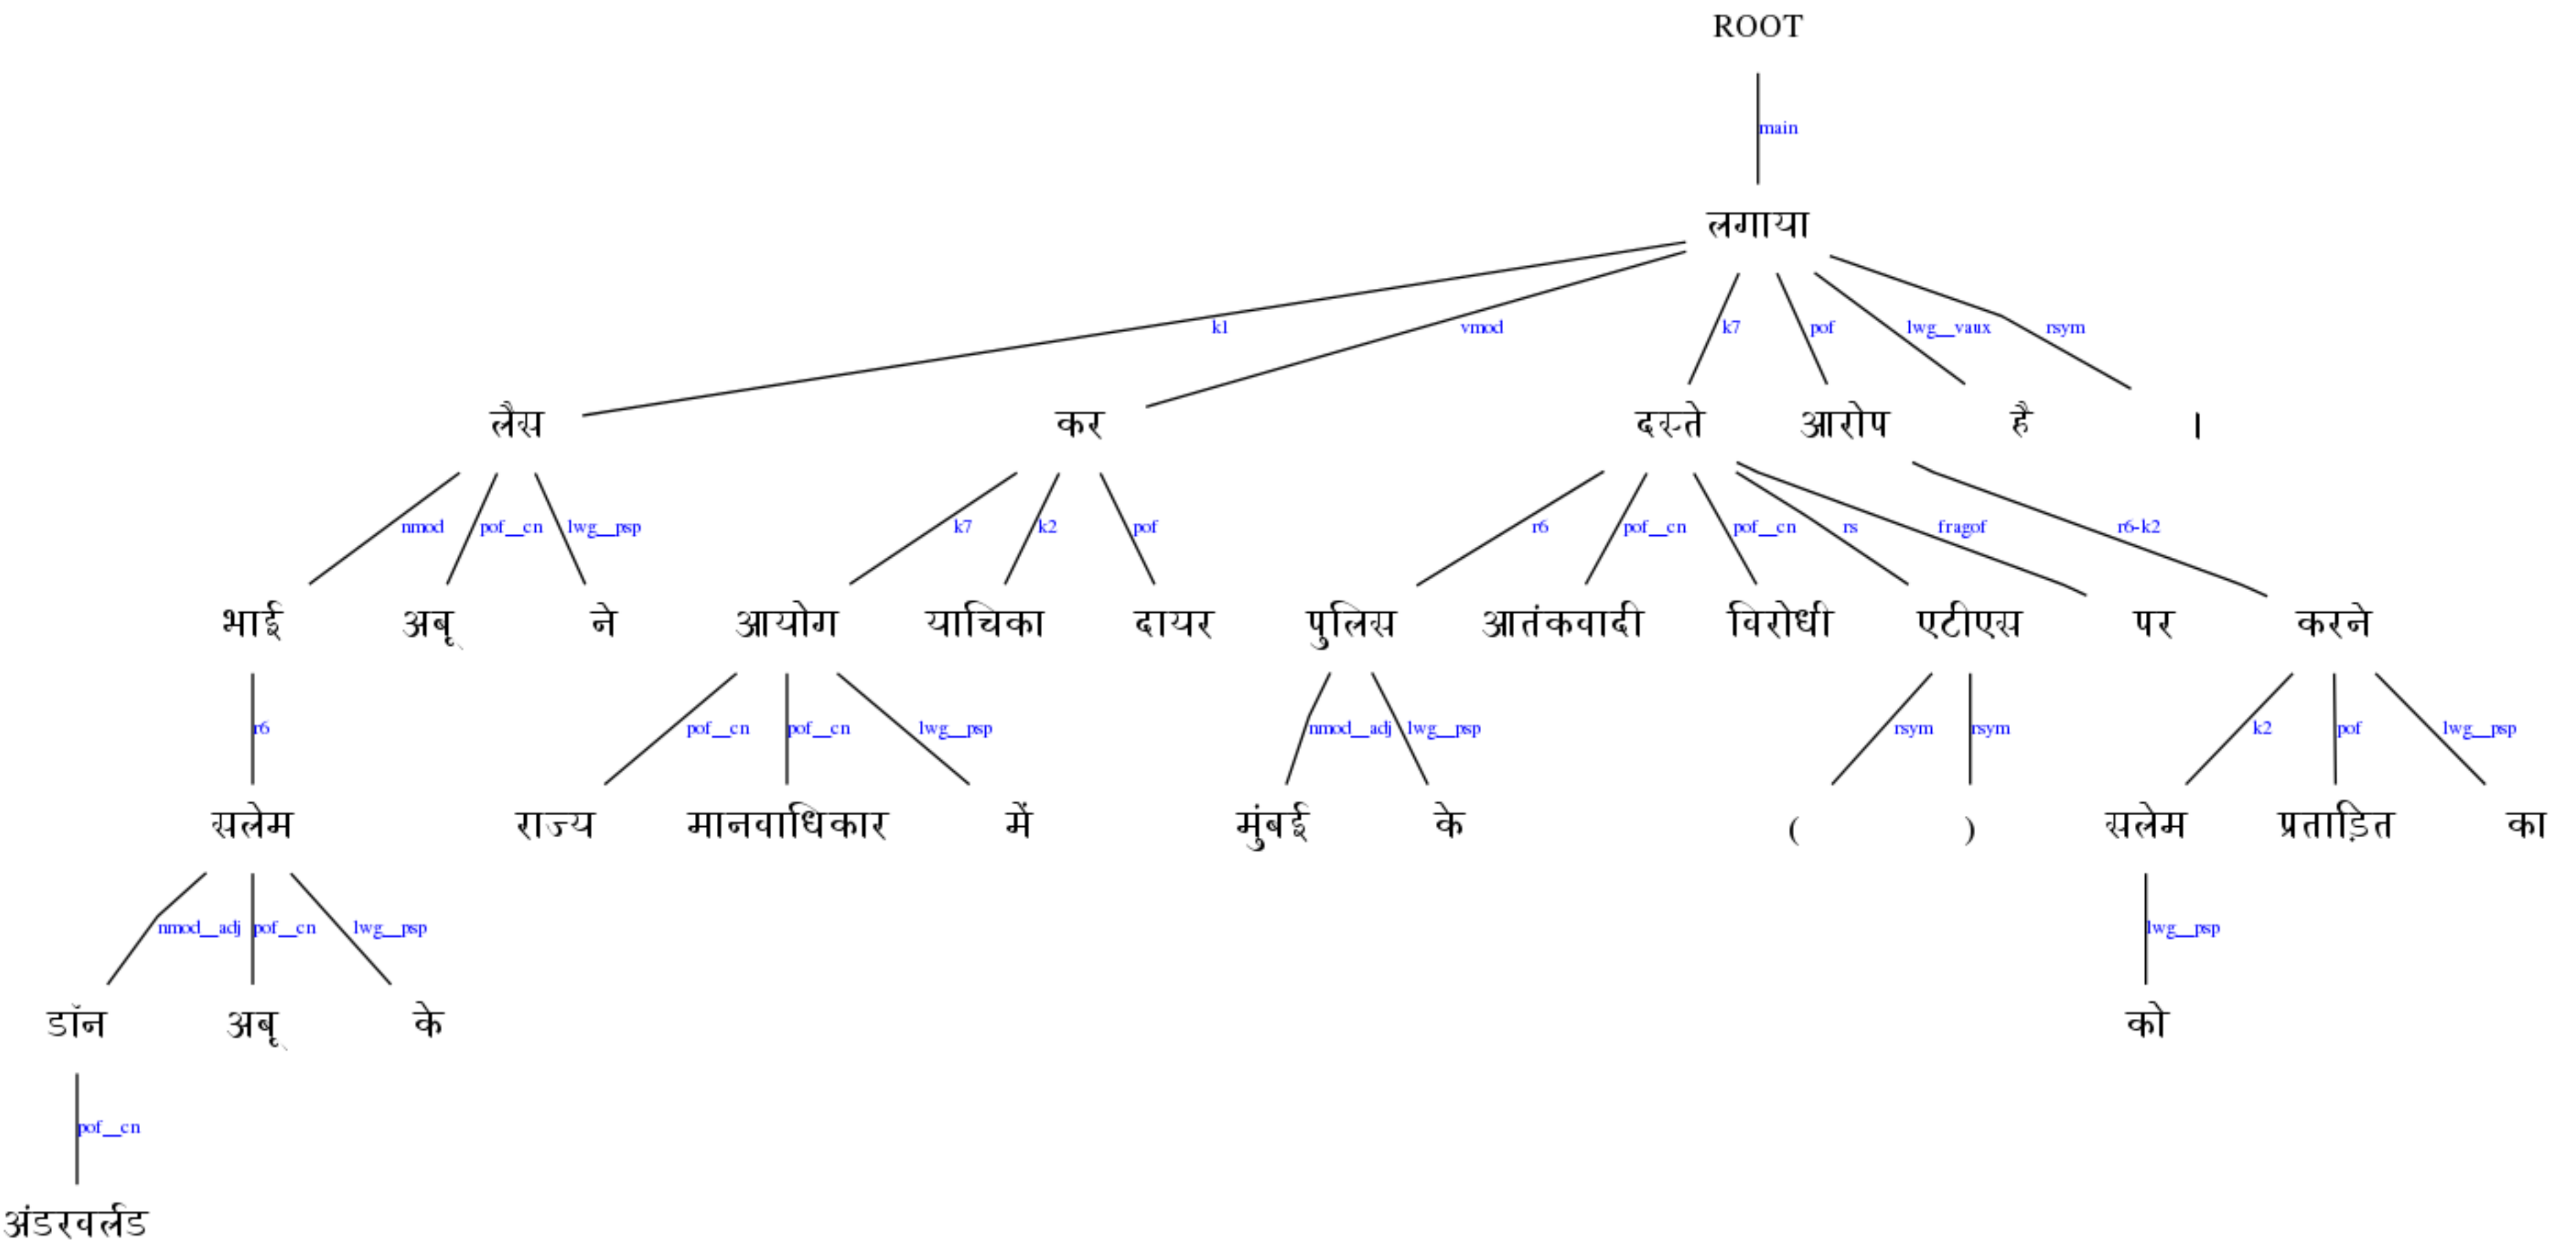 ROOT
main
लगाया
k1 vmod k7 pof lwg__vaux rsym
लैस कर दस्ते आरोप है ।
nmod pof__cn lwg__psp k7 k2 pof r6 pof__cn pof__cn rs fragof r6-k2
भाई अबू ने आयोग याचिका दायर पुलिस आतंकवादी विरोधी एटीएस पर करने
r6 pof__cn pof__cn lwg__psp nmod__adj lwg__psp rsym rsym k2 pof lwg__psp
सलेम राज्य मानवाधिकार में मुंबई के ( ) सलेम प्रताड़ित का
nmod__adj pof__cn lwg__psp lwg__psp
डॉन अबू के को
pof__cn
अंडरवर्लड